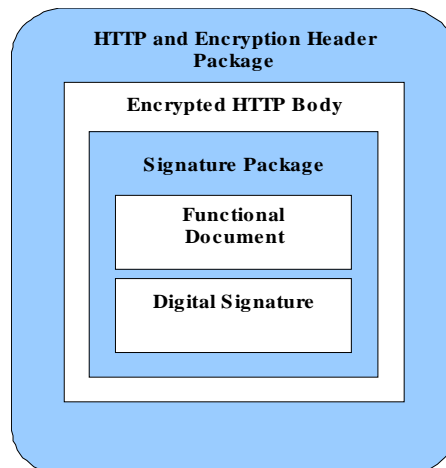 HTTP and Encryption Header
Package
Encrypted HTTP Body
Signature Package
Functional
Document
Digital Signature